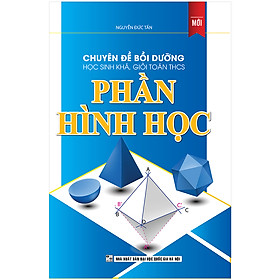 NGUYỄN ĐỨC TẤN
MỚI
CHUYÊN ĐỀ BỒI DƯỠNG
HỌC SINH KHÁ, GIỎI TOÁN THCS
PHẦN
HÌNH HỌC
A
B'
B
D
C
C'
NHÀ XUẤT BẢN ĐẠI HỌC QUỐC GIA HÀ NỘI